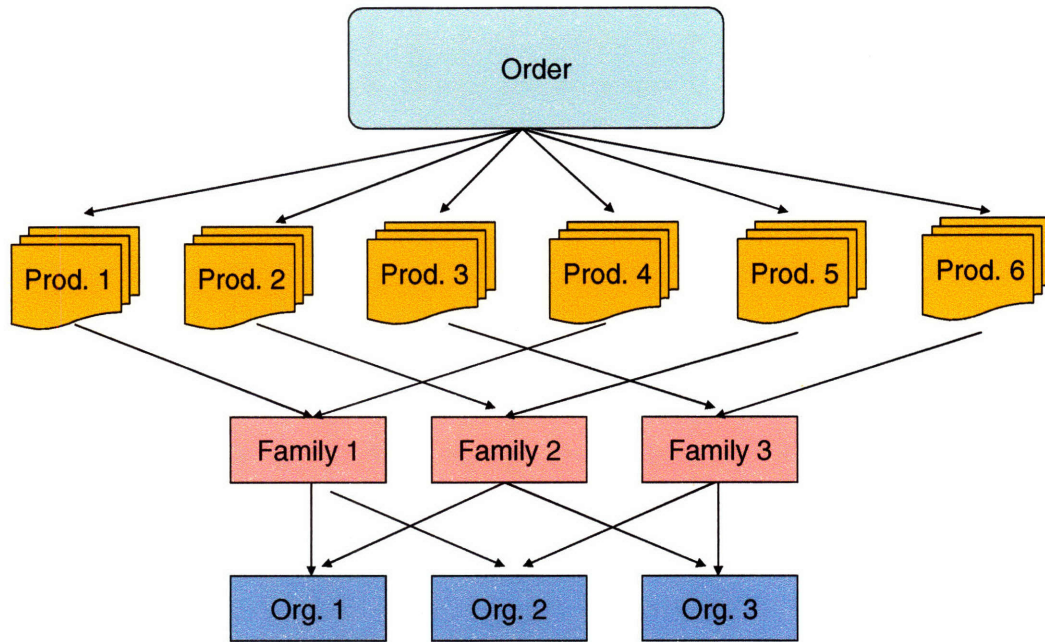 Order
Prod. 1
Prod. 2
Prod. 3
Prod. 4
Prod. 5
Prod. 6
Family 1
Family 2
Family 3
Org. 1
Org. 2
Org. 3